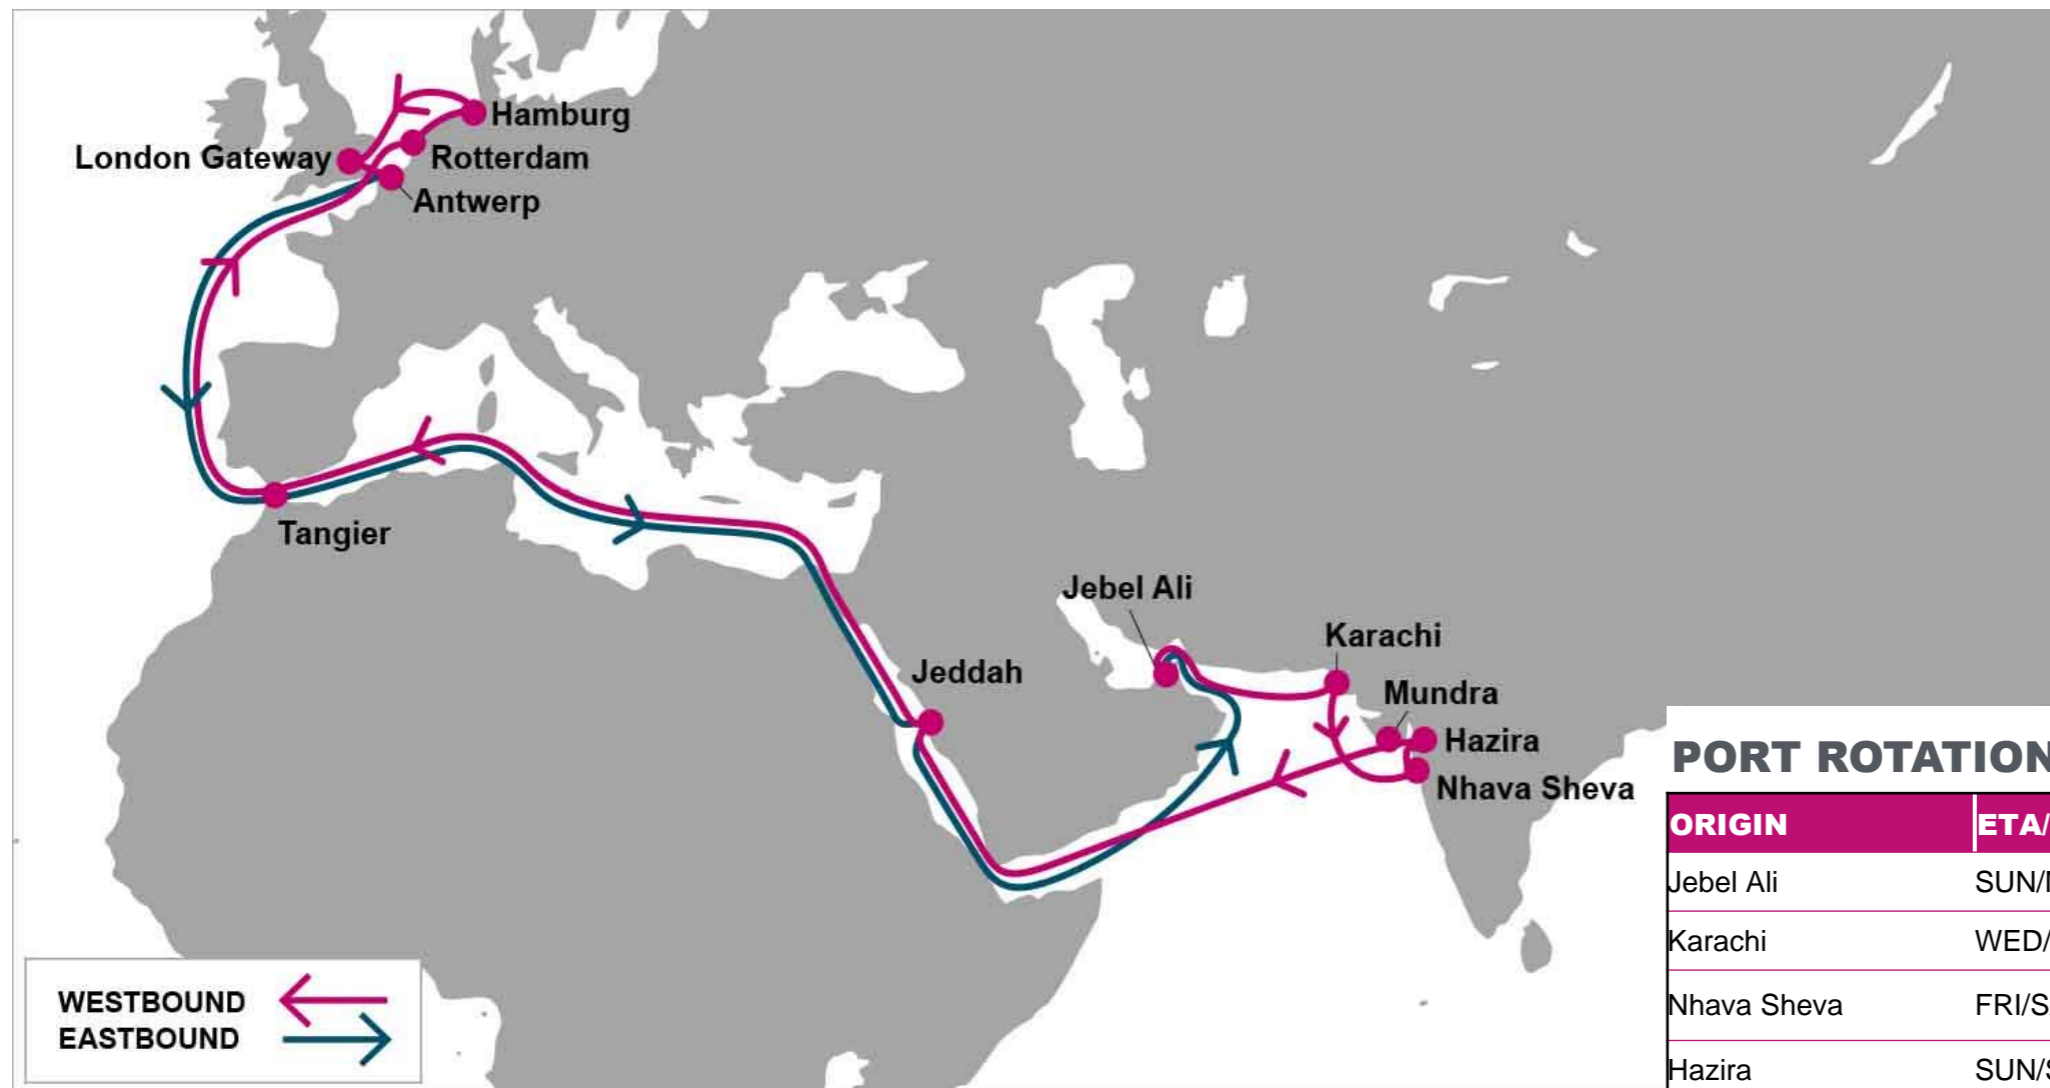 Hamburg
London Gateway
Rotterdam
Antwerp
Tangier
Jebel Ali
Karachi
Jeddah
Mundra
Hazira
Nhava Sheva
WESTBOUND
EASTBOUND
PORT ROTATION
ORIGIN ETA/
Jebel Ali SUN/
Karachi WED/
Nhava Sheva FRI/S
Hazira SUN/